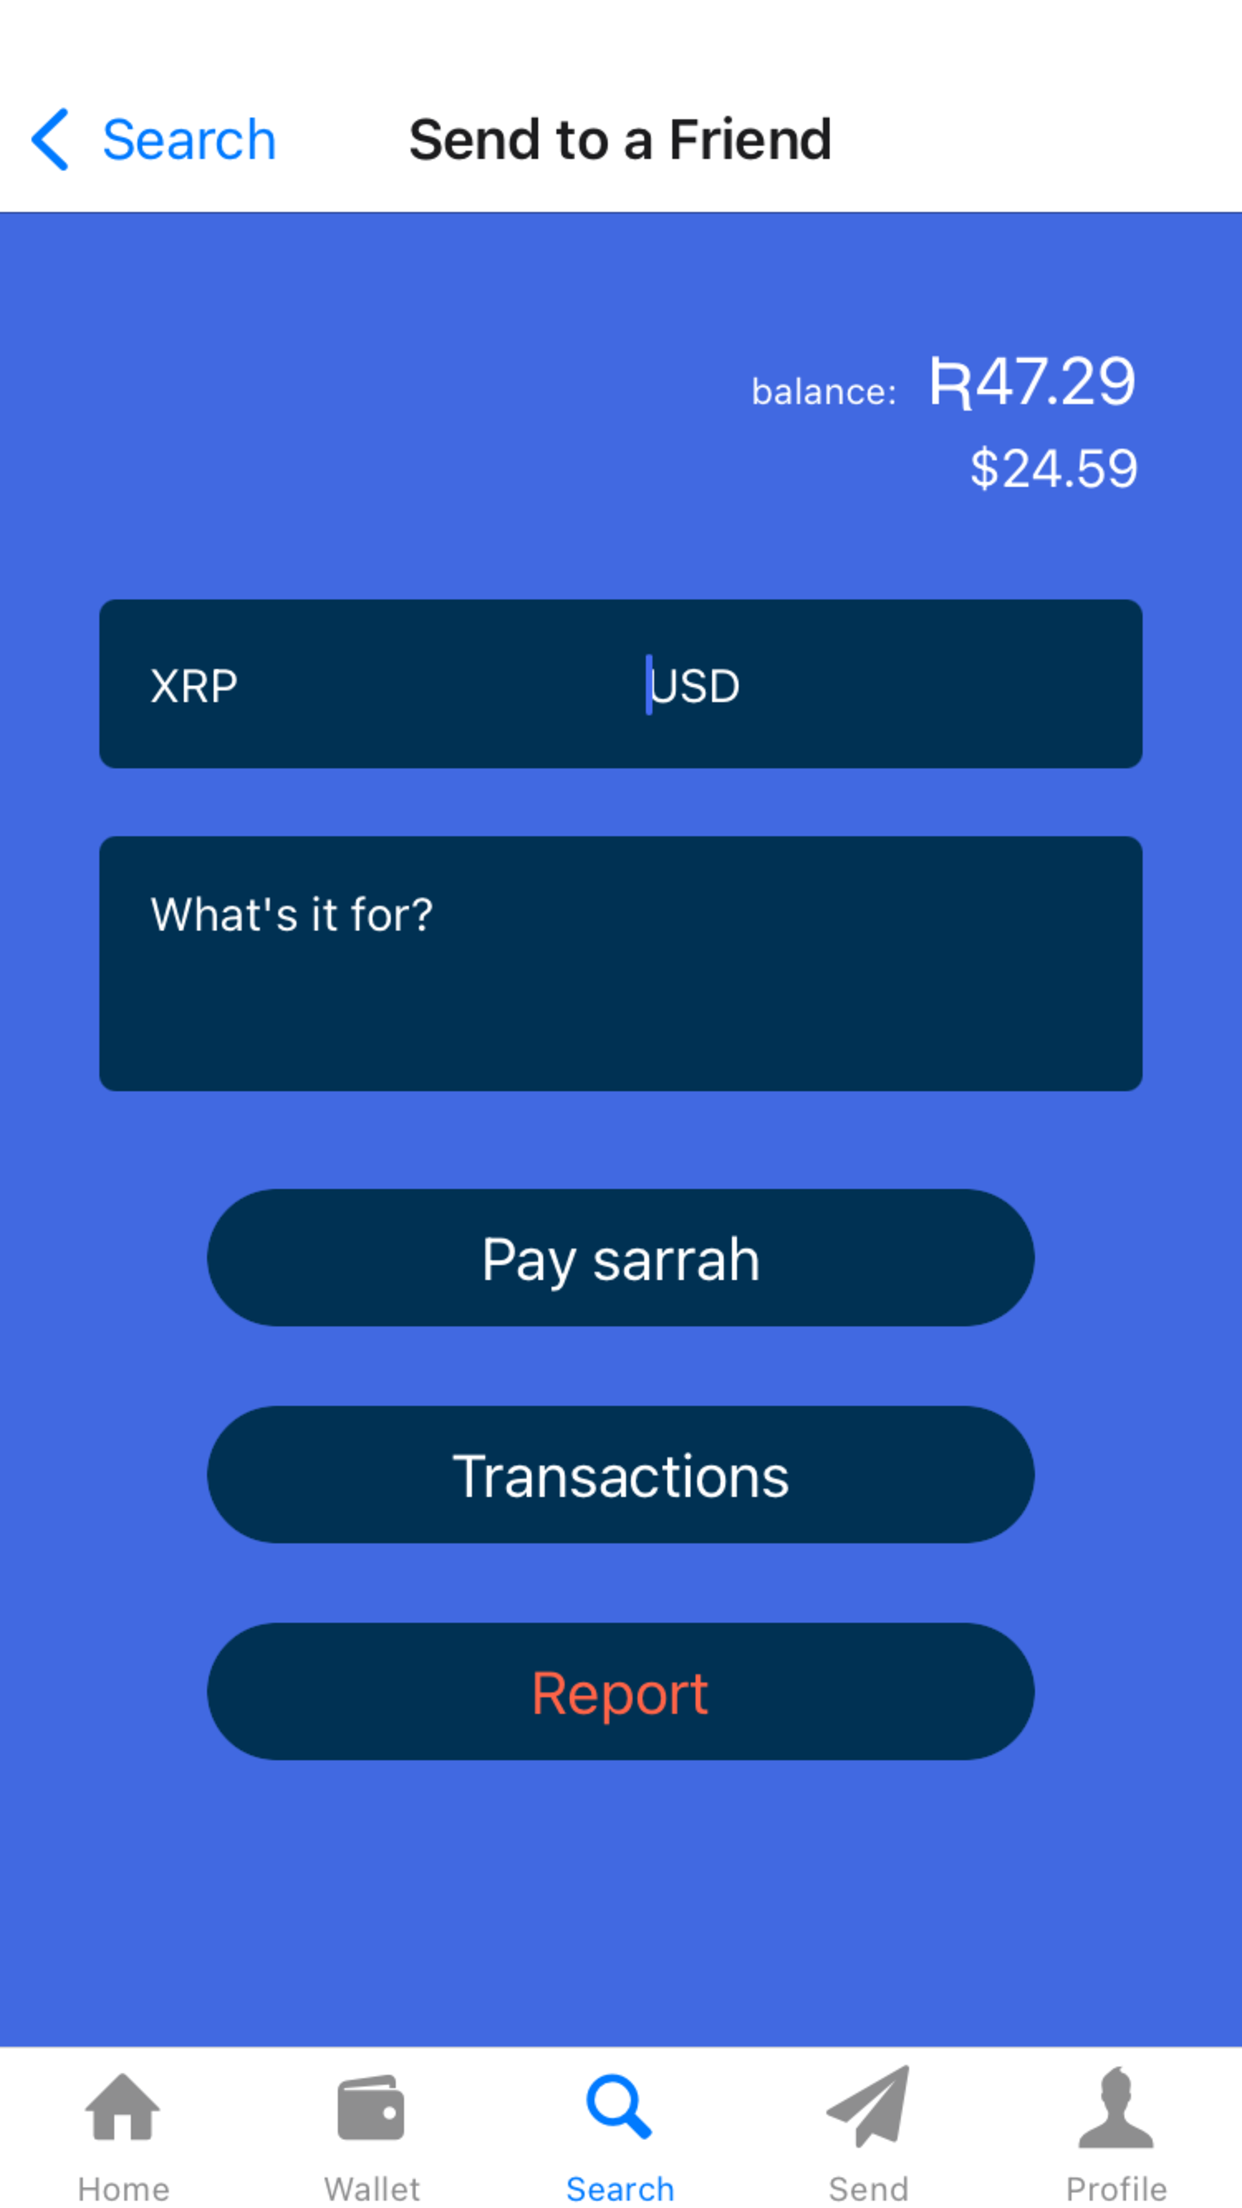 Search Send to a Friend
balance: Ʀ47.29
$24.59
XRP USD
What's it for?
Pay sarrah
Transactions
Report
Home Wallet Search Send Profile